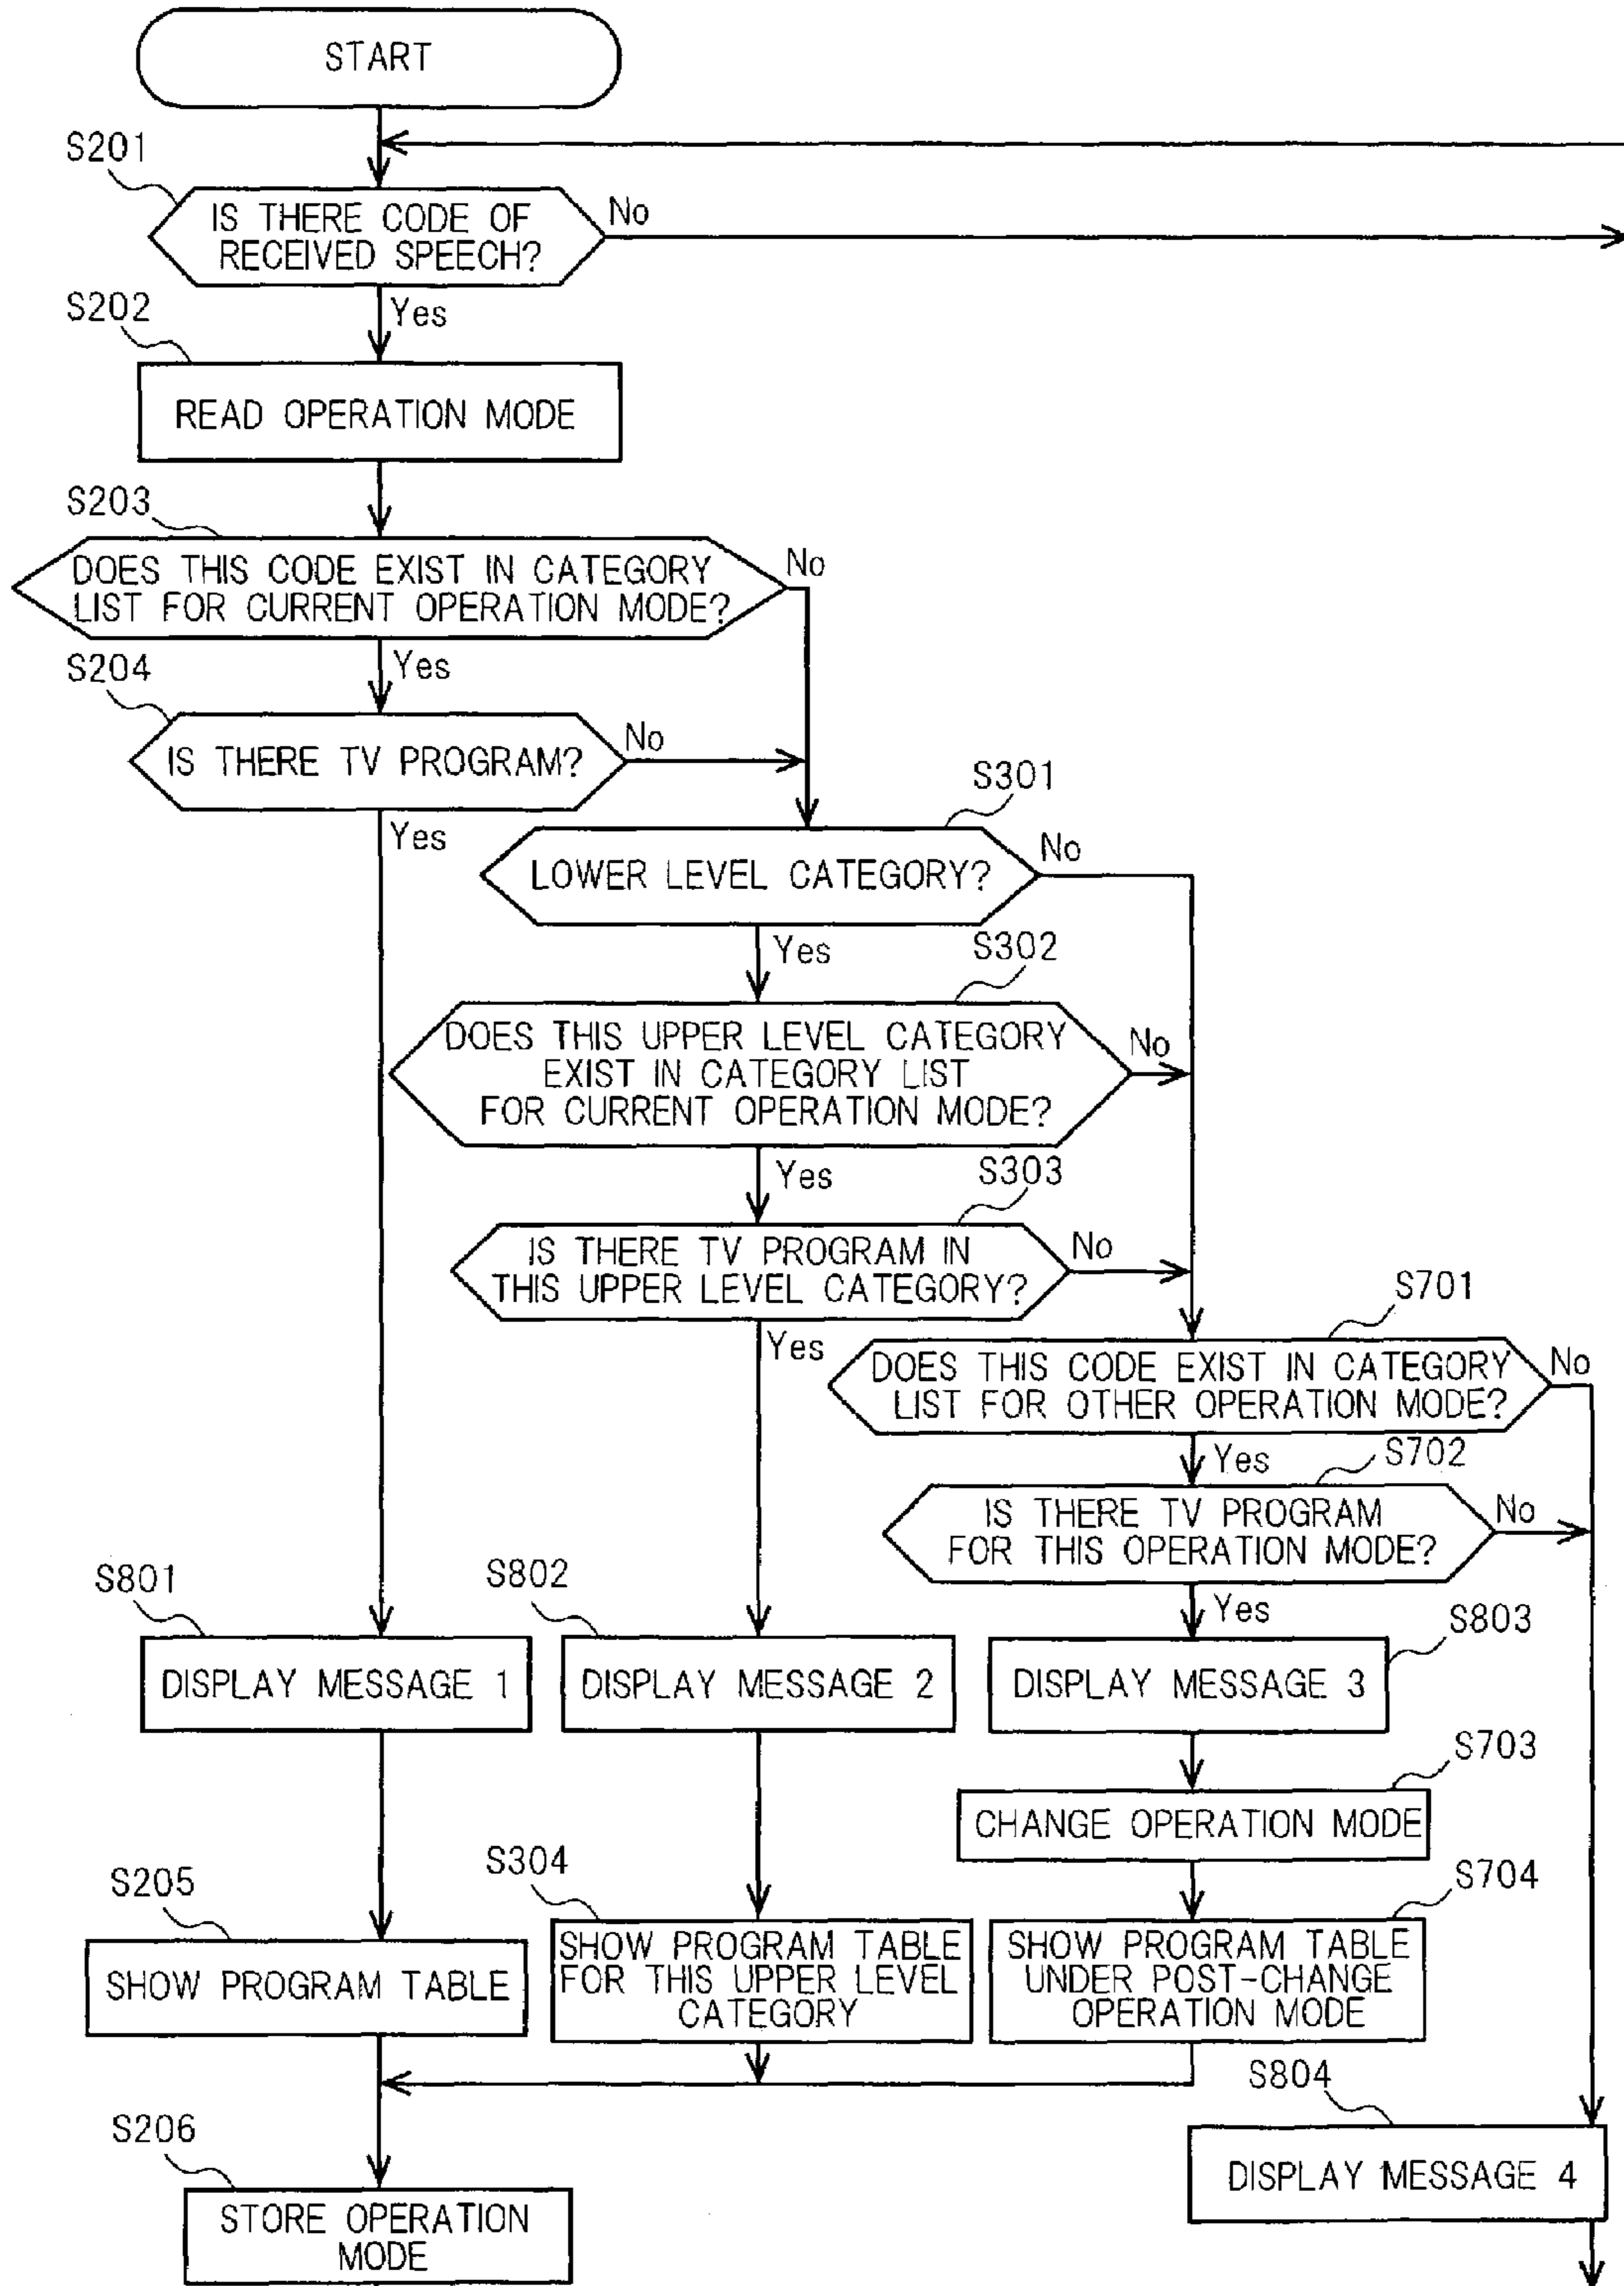 START
S201
IS THERE CODE OF
RECEIVED SPEECH?
No
Yes
S202
READ OPERATION MODE
S203
DOES THIS CODE EXIST IN CATEGORY
LIST FOR CURRENT OPERATION MODE?
No
Yes
S204
IS THERE TV PROGRAM?
No
Yes
S301
LOWER LEVEL CATEGORY?
No
Yes
S302
DOES THIS UPPER LEVEL CATEGORY
EXIST IN CATEGORY LIST
FOR CURRENT OPERATION MODE?
No
Yes
S303
IS THERE TV PROGRAM IN
THIS UPPER LEVEL CATEGORY?
No
Yes
S701
DOES THIS CODE EXIST IN CATEGORY
LIST FOR OTHER OPERATION MODE?
No
Yes
S702
IS THERE TV PROGRAM
FOR THIS OPERATION MODE?
No
Yes
S801
DISPLAY MESSAGE 1
S802
DISPLAY MESSAGE 2
S803
DISPLAY MESSAGE 3
S703
CHANGE OPERATION MODE
S205
SHOW PROGRAM TABLE
S304
SHOW PROGRAM TABLE
FOR THIS UPPER LEVEL
CATEGORY
S704
SHOW PROGRAM TABLE
UNDER POST-CHANGE
OPERATION MODE
S804
DISPLAY MESSAGE 4
S206
STORE OPERATION
MODE